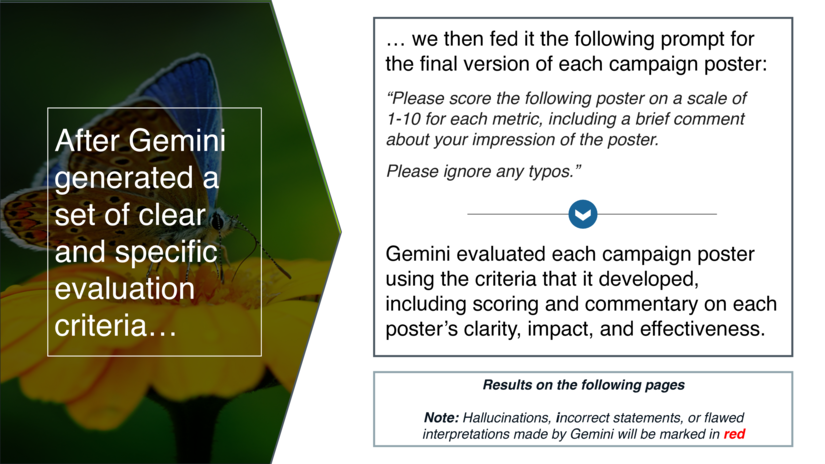 After Gemini
generated a
set of clear
and specific
evaluation
criteria…
… we then fed it the following prompt for
the final version of each campaign poster:
“Please score the following poster on a scale of
1-10 for each metric, including a brief comment
about your impression of the poster.
Please ignore any typos.”
Gemini evaluated each campaign poster
using the criteria that it developed,
including scoring and commentary on each
poster’s clarity, impact, and effectiveness.
Results on the following pages
Note: Hallucinations, incorrect statements, or flawed
interpretations made by Gemini will be marked in red